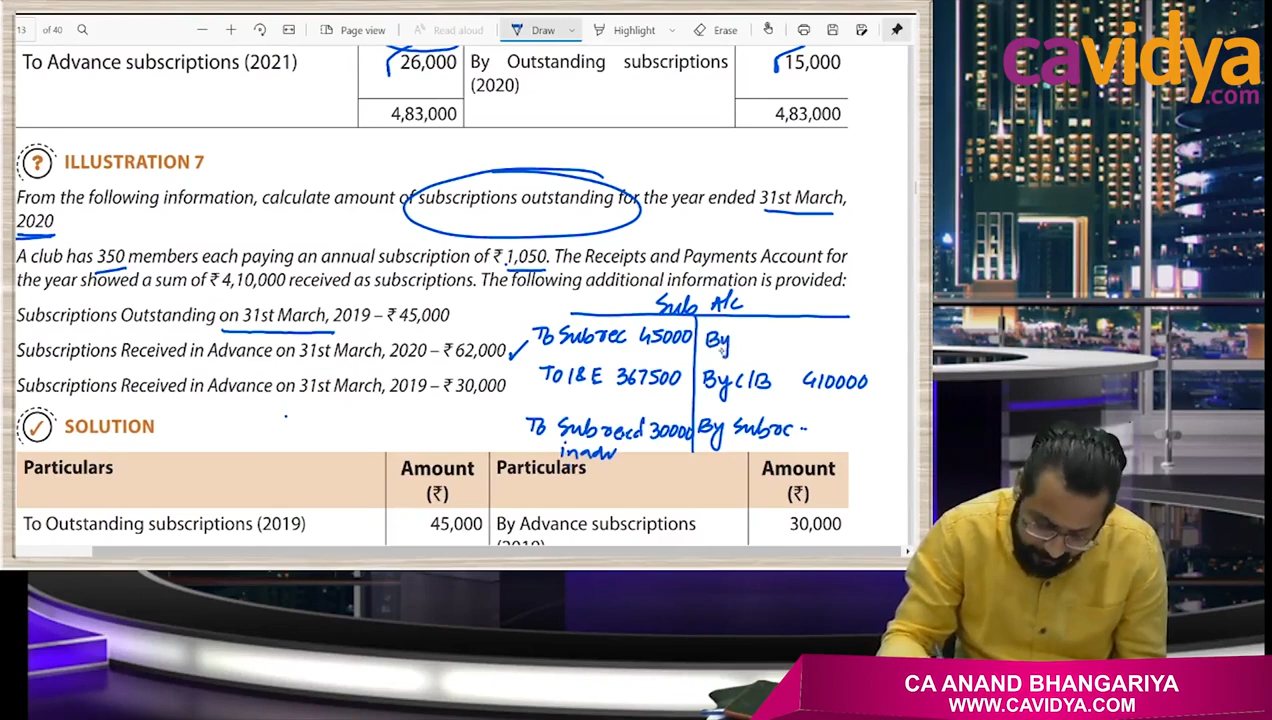 13 of 40 Page view Read aloud Draw Highlight Erase
cavidya
.com
To Advance subscriptions (2021) 26,000 By Outstanding subscriptions 15,000
(2020)
4,83,000 4,83,000
? ILLUSTRATION 7
From the following information, calculate amount of subscriptions outstanding for the year ended 31st March,
2020
A club has 350 members each paying an annual subscription of ₹ 1,050. The Receipts and Payments Account for
the year showed a sum of ₹ 4,10,000 received as subscriptions. The following additional information is provided:
Sub A/c
Subscriptions Outstanding on 31st March, 2019 – ₹ 45,000
To Subrec 45000 By
Subscriptions Received in Advance on 31st March, 2020 – ₹ 62,000
To I & E 367500 By C/B 410000
Subscriptions Received in Advance on 31st March, 2019 – ₹ 30,000
SOLUTION
To Sub recd 30000 By Subrec
inadv
Particulars Amount Particulars Amount
(₹) (₹)
To Outstanding subscriptions (2019) 45,000 By Advance subscriptions 30,000
CA ANAND BHANGARIYA
WWW.CAVIDYA.COM